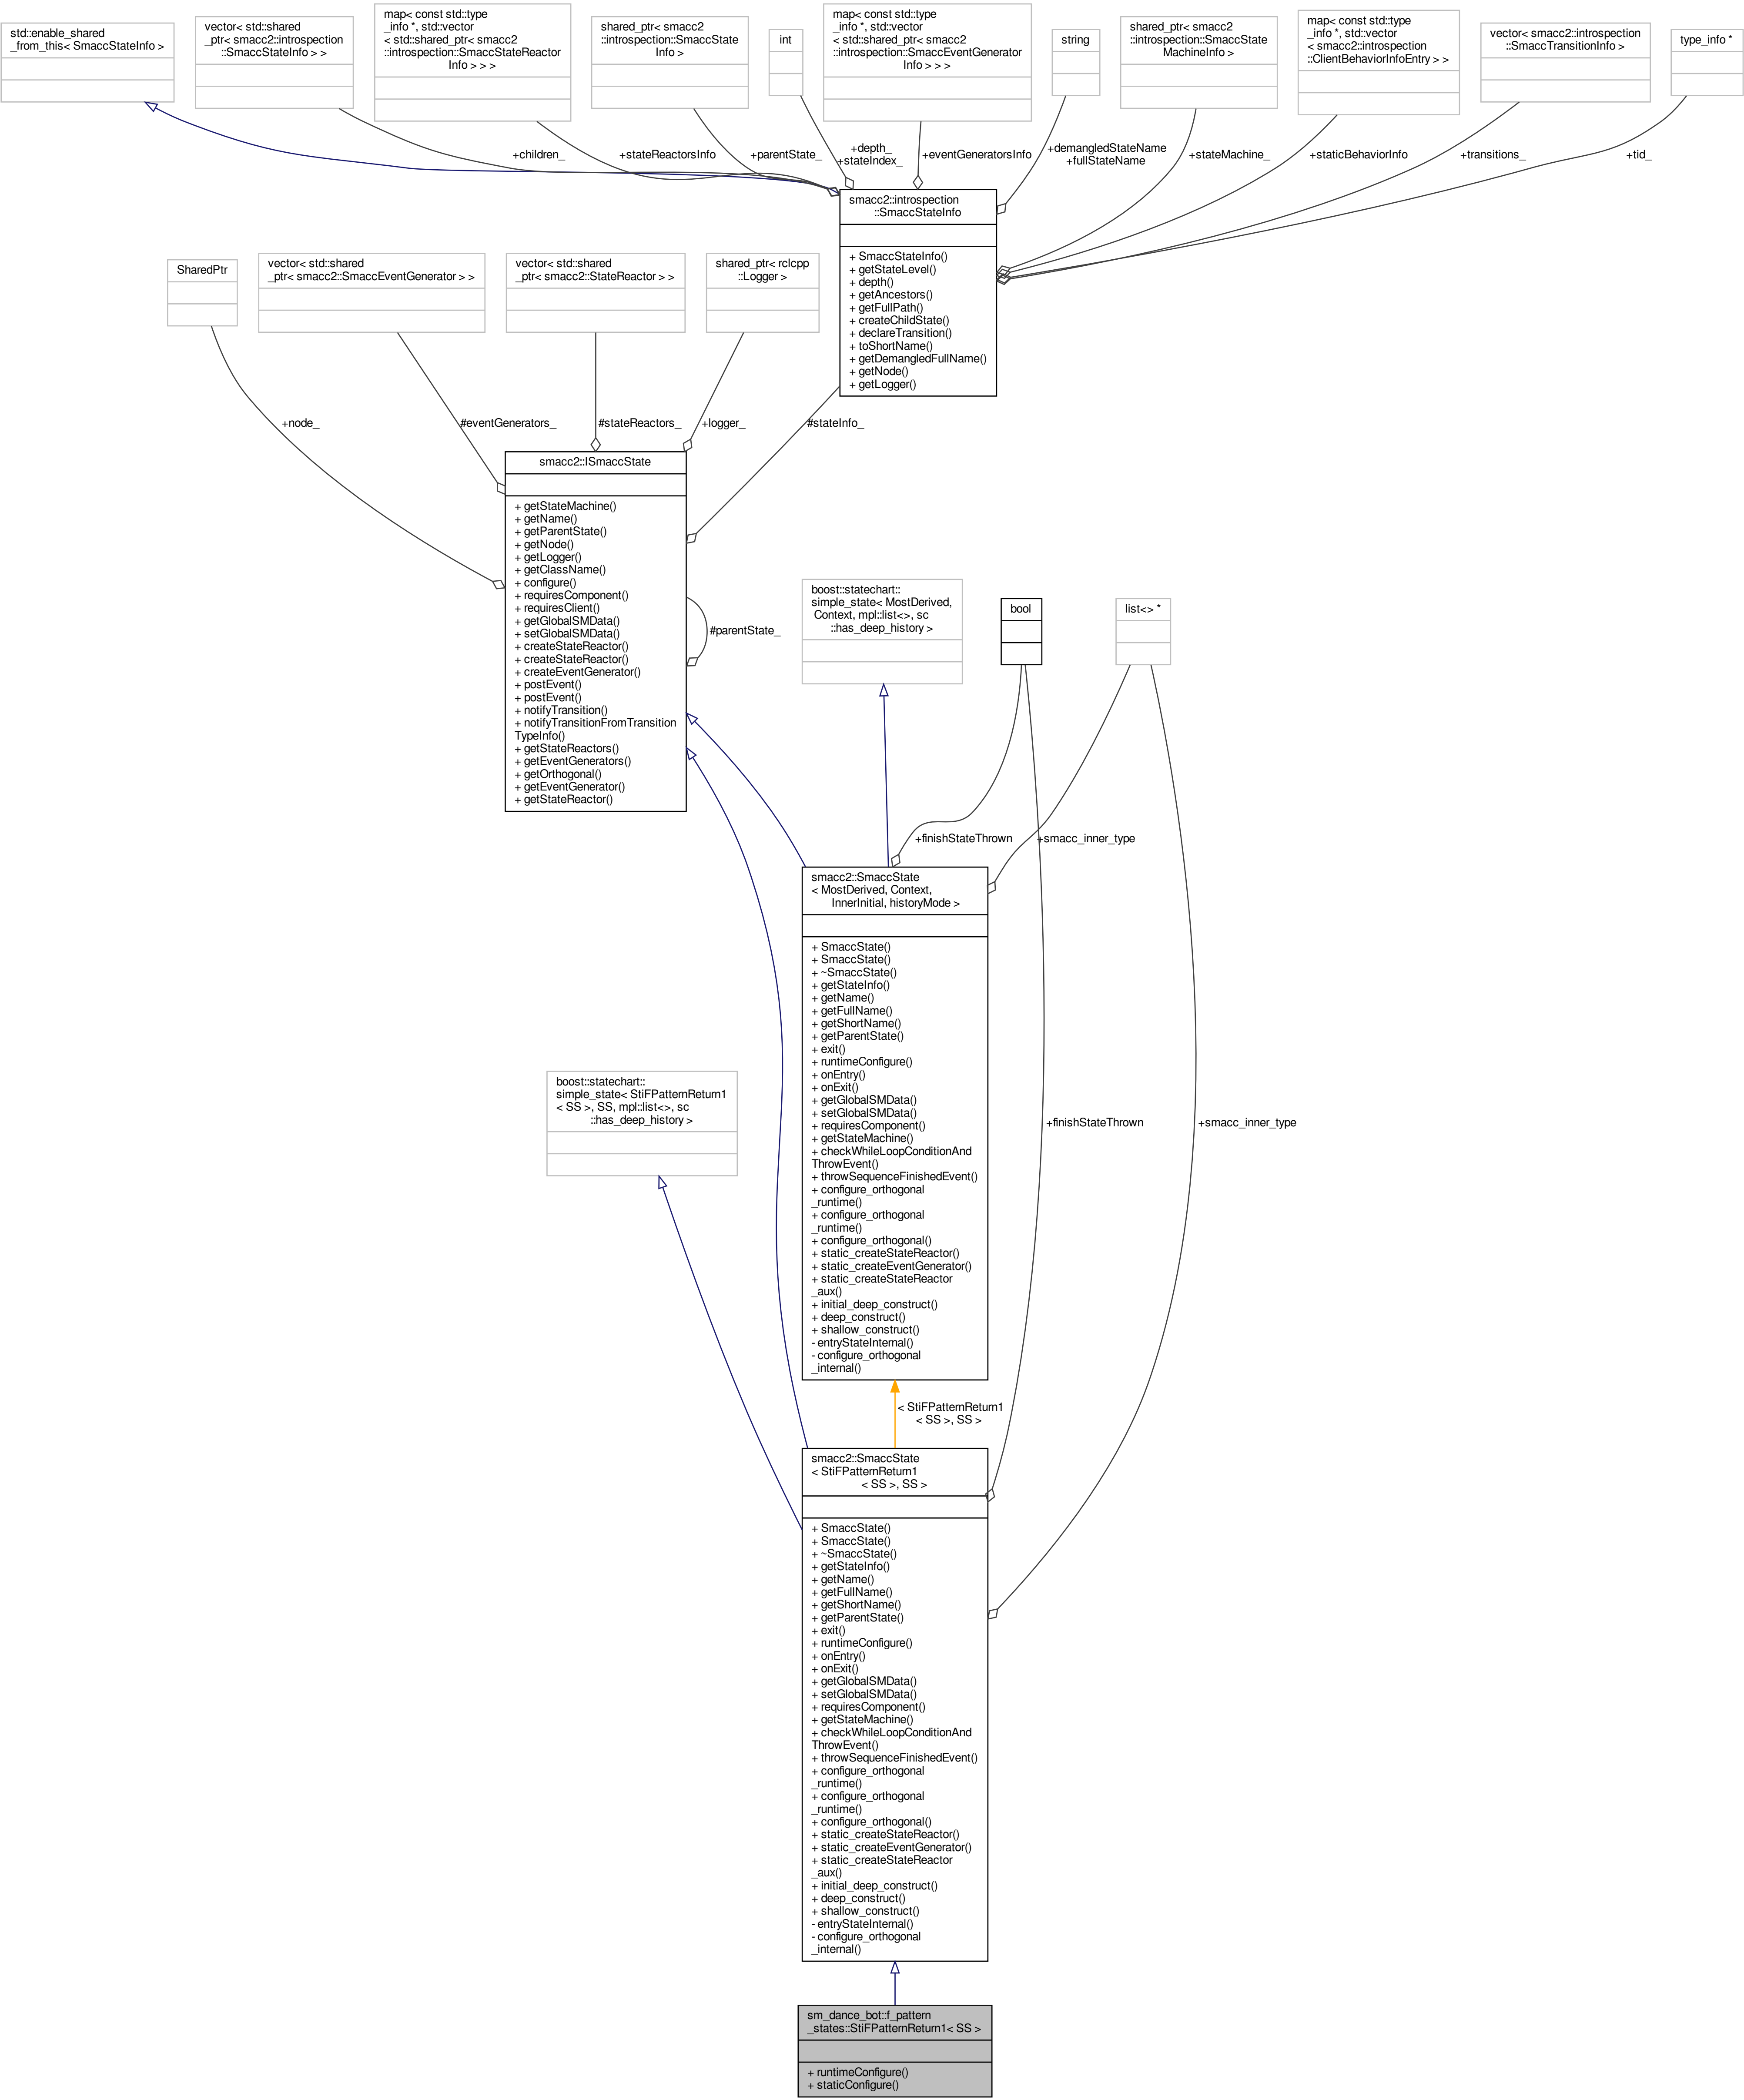 std::enable_shared
_from_this< SmaccStateInfo >
vector< std::shared
_ptr< smacc2::introspection
::SmaccStateInfo > >
map< const std::type
_info *, std::vector
< std::shared_ptr< smacc2
::introspection::SmaccStateReactor
Info > > >
shared_ptr< smacc2
::introspection::SmaccState
Info >
int
map< const std::type
_info *, std::vector
< std::shared_ptr< smacc2
::introspection::SmaccEventGenerator
Info > > >
string
shared_ptr< smacc2
::introspection::SmaccState
MachineInfo >
map< const std::type
_info *, std::vector
< smacc2::introspection
::ClientBehaviorInfoEntry > >
vector< smacc2::introspection
::SmaccTransitionInfo >
type_info *
+children_
+stateReactorsInfo
+parentState_
+depth_
+stateIndex_
+eventGeneratorsInfo
+demangledStateName
+fullStateName
+stateMachine_
+staticBehaviorInfo
+transitions_
+tid_
smacc2::introspection
::SmaccStateInfo
+ SmaccStateInfo()
+ getStateLevel()
+ depth()
+ getAncestors()
+ getFullPath()
+ createChildState()
+ declareTransition()
+ toShortName()
+ getDemangledFullName()
+ getNode()
+ getLogger()
SharedPtr
vector< std::shared
_ptr< smacc2::SmaccEventGenerator > >
vector< std::shared
_ptr< smacc2::StateReactor > >
shared_ptr< rclcpp
::Logger >
+node_
#eventGenerators_
#stateReactors_
+logger_
#stateInfo_
smacc2::ISmaccState
+ getStateMachine()
+ getName()
+ getParentState()
+ getNode()
+ getLogger()
+ getClassName()
+ configure()
+ requiresComponent()
+ requiresClient()
+ getGlobalSMData()
+ setGlobalSMData()
+ createStateReactor()
+ createStateReactor()
+ createEventGenerator()
+ postEvent()
+ postEvent()
+ notifyTransition()
+ notifyTransitionFromTransition
TypeInfo()
+ getStateReactors()
+ getEventGenerators()
+ getOrthogonal()
+ getEventGenerator()
+ getStateReactor()
#parentState_
boost::statechart::
simple_state< MostDerived,
Context, mpl::list<>, sc
::has_deep_history >
bool
list<> *
+finishStateThrown
+smacc_inner_type
smacc2::SmaccState
< MostDerived, Context,
InnerInitial, historyMode >
+ SmaccState()
+ SmaccState()
+ ~SmaccState()
+ getStateInfo()
+ getName()
+ getFullName()
+ getShortName()
+ getParentState()
+ exit()
+ runtimeConfigure()
+ onEntry()
+ onExit()
+ getGlobalSMData()
+ setGlobalSMData()
+ requiresComponent()
+ getStateMachine()
+ checkWhileLoopConditionAnd
ThrowEvent()
+ throwSequenceFinishedEvent()
+ configure_orthogonal
_runtime()
+ configure_orthogonal
_runtime()
+ configure_orthogonal()
+ static_createStateReactor()
+ static_createEventGenerator()
+ static_createStateReactor
_aux()
+ initial_deep_construct()
+ deep_construct()
+ shallow_construct()
- entryStateInternal()
- configure_orthogonal
_internal()
boost::statechart::
simple_state< StiFPatternReturn1
< SS >, SS, mpl::list<>, sc
::has_deep_history >
+finishStateThrown
+smacc_inner_type
< StiFPatternReturn1
< SS >, SS >
smacc2::SmaccState
< StiFPatternReturn1
< SS >, SS >
+ SmaccState()
+ SmaccState()
+ ~SmaccState()
+ getStateInfo()
+ getName()
+ getFullName()
+ getShortName()
+ getParentState()
+ exit()
+ runtimeConfigure()
+ onEntry()
+ onExit()
+ getGlobalSMData()
+ setGlobalSMData()
+ requiresComponent()
+ getStateMachine()
+ checkWhileLoopConditionAnd
ThrowEvent()
+ throwSequenceFinishedEvent()
+ configure_orthogonal
_runtime()
+ configure_orthogonal
_runtime()
+ configure_orthogonal()
+ static_createStateReactor()
+ static_createEventGenerator()
+ static_createStateReactor
_aux()
+ initial_deep_construct()
+ deep_construct()
+ shallow_construct()
- entryStateInternal()
- configure_orthogonal
_internal()
sm_dance_bot::f_pattern
_states::StiFPatternReturn1< SS >
+ runtimeConfigure()
+ staticConfigure()